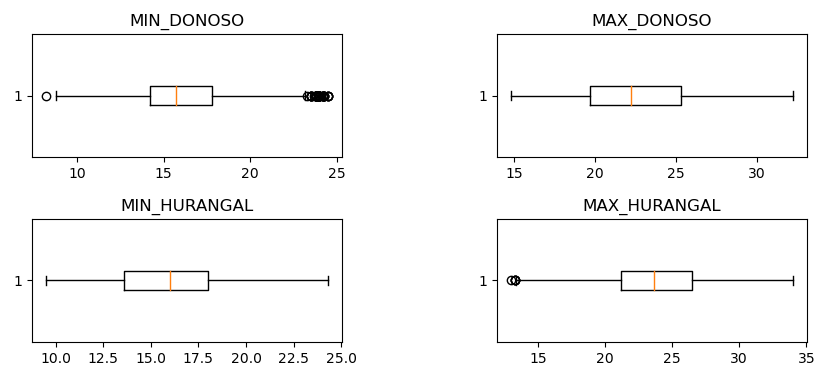 MIN_DONOSO
MAX_DONOSO
1
1
10 15 20 25
15 20 25 30
MIN_HURANGAL
MAX_HURANGAL
1
1
10.0 12.5 15.0 17.5 20.0 22.5 25.0
15 20 25 30 35